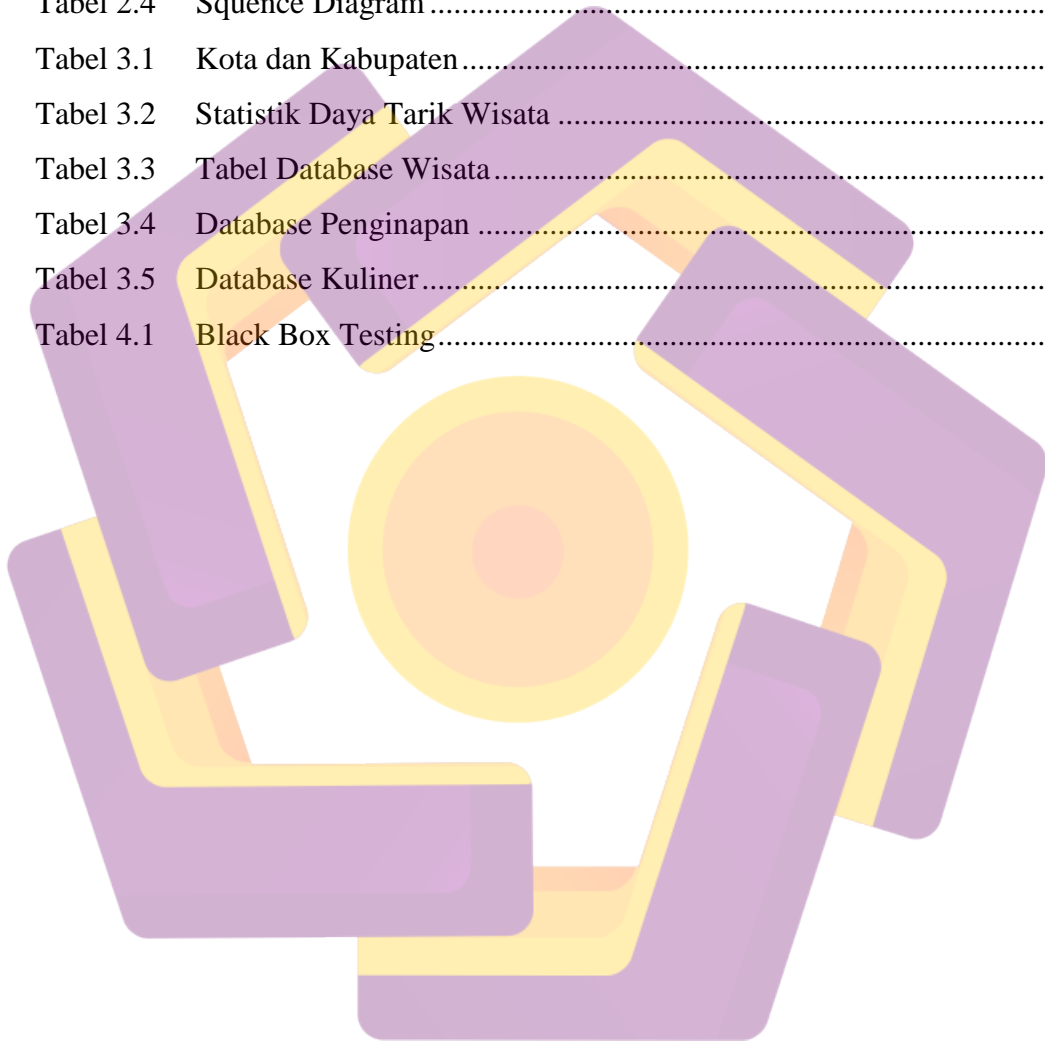 Tabel 2.4 Squence Diagram........................................................................
Tabel 3.1 Kota dan Kabupaten....................................................................
Tabel 3.2 Statistik Daya Tarik Wisata .........................................................
Tabel 3.3 Tabel Database Wisata................................................................
Tabel 3.4 Database Penginapan ..................................................................
Tabel 3.5 Database Kuliner.........................................................................
Tabel 4.1 Black Box Testing.......................................................................